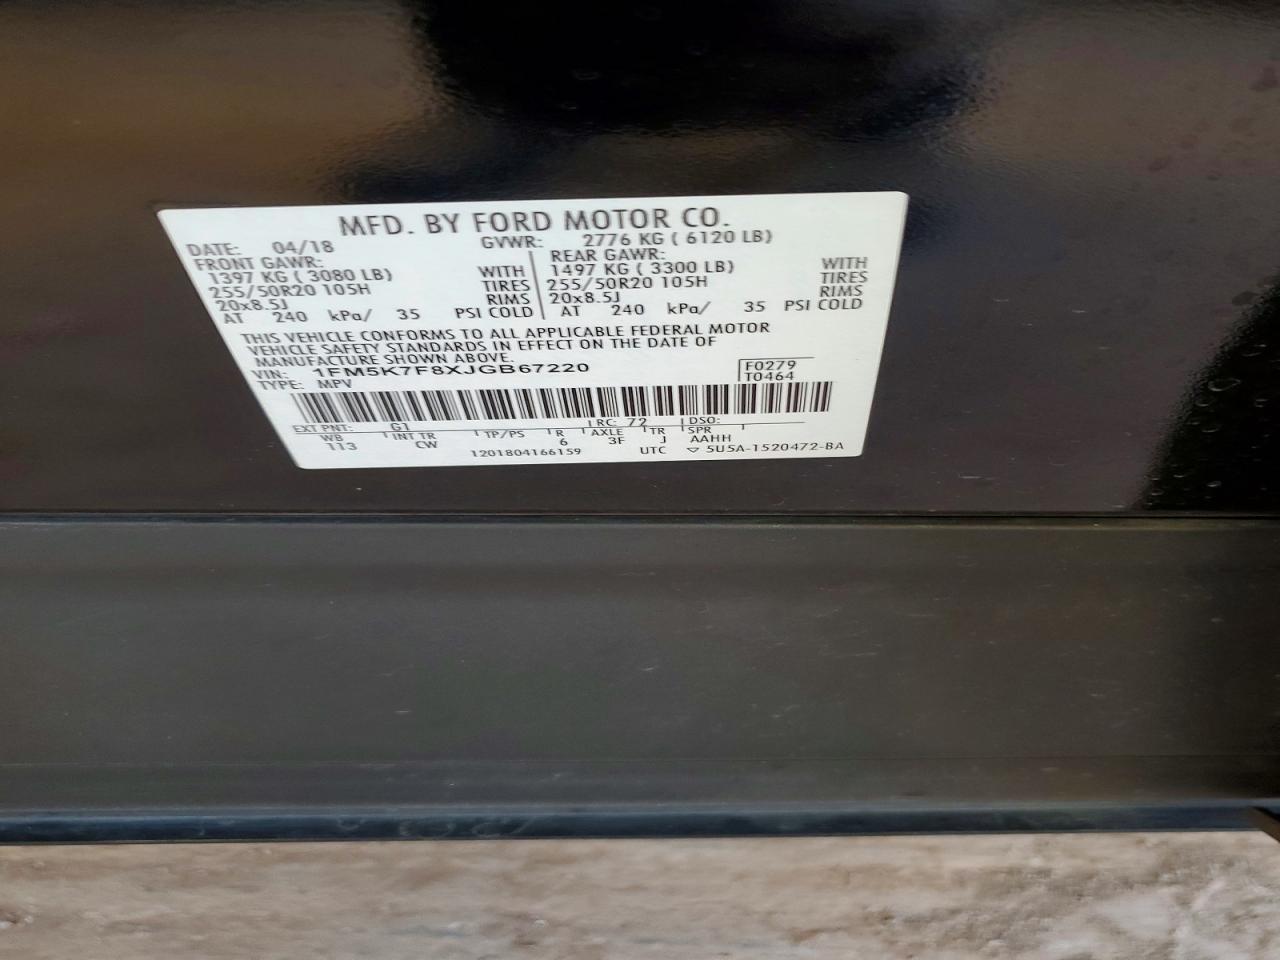 MFD. BY FORD MOTOR CO.
DATE: 04/18 GVWR: 2776 KG ( 6120 LB)
FRONT GAWR: REAR GAWR:
1397 KG ( 3080 LB) WITH 1497 KG ( 3300 LB) WITH
255/50R20 105H TIRES 255/50R20 105H TIRES
20x8.5J RIMS 20x8.5J RIMS
AT 240 kPa/ 35 PSI COLD AT 240 kPa/ 35 PSI COLD
THIS VEHICLE CONFORMS TO ALL APPLICABLE FEDERAL MOTOR
VEHICLE SAFETY STANDARDS IN EFFECT ON THE DATE OF
MANUFACTURE SHOWN ABOVE.
VIN: 1FM5K7F8XJGB67220 F0279
TYPE: MPV T0464
EXT PNT: G1 RC: 72 DSO:
WB INT TR TP/PS R AXLE TR SPR
113 CW 6 3F J AAHH
1201804166159 UTC ▽ 5U5A-1520472-BA